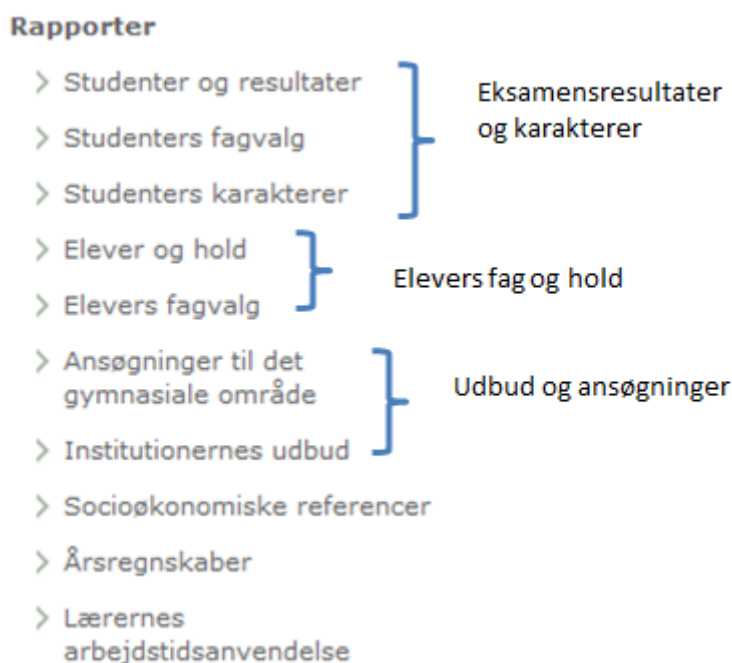 Rapporter
Studenter og resultater
Studenters fagvalg
Studenters karakterer
Eksamensresultater
og karakterer
Elever og hold
Elevers fagvalg
Elevers fag og hold
Ansøgninger til det
gymnasiale område
Institutionernes udbud
Udbud og ansøgninger
Socioøkonomiske referencer
Årsregnskaber
Lærernes
arbejdstidsanvendelse